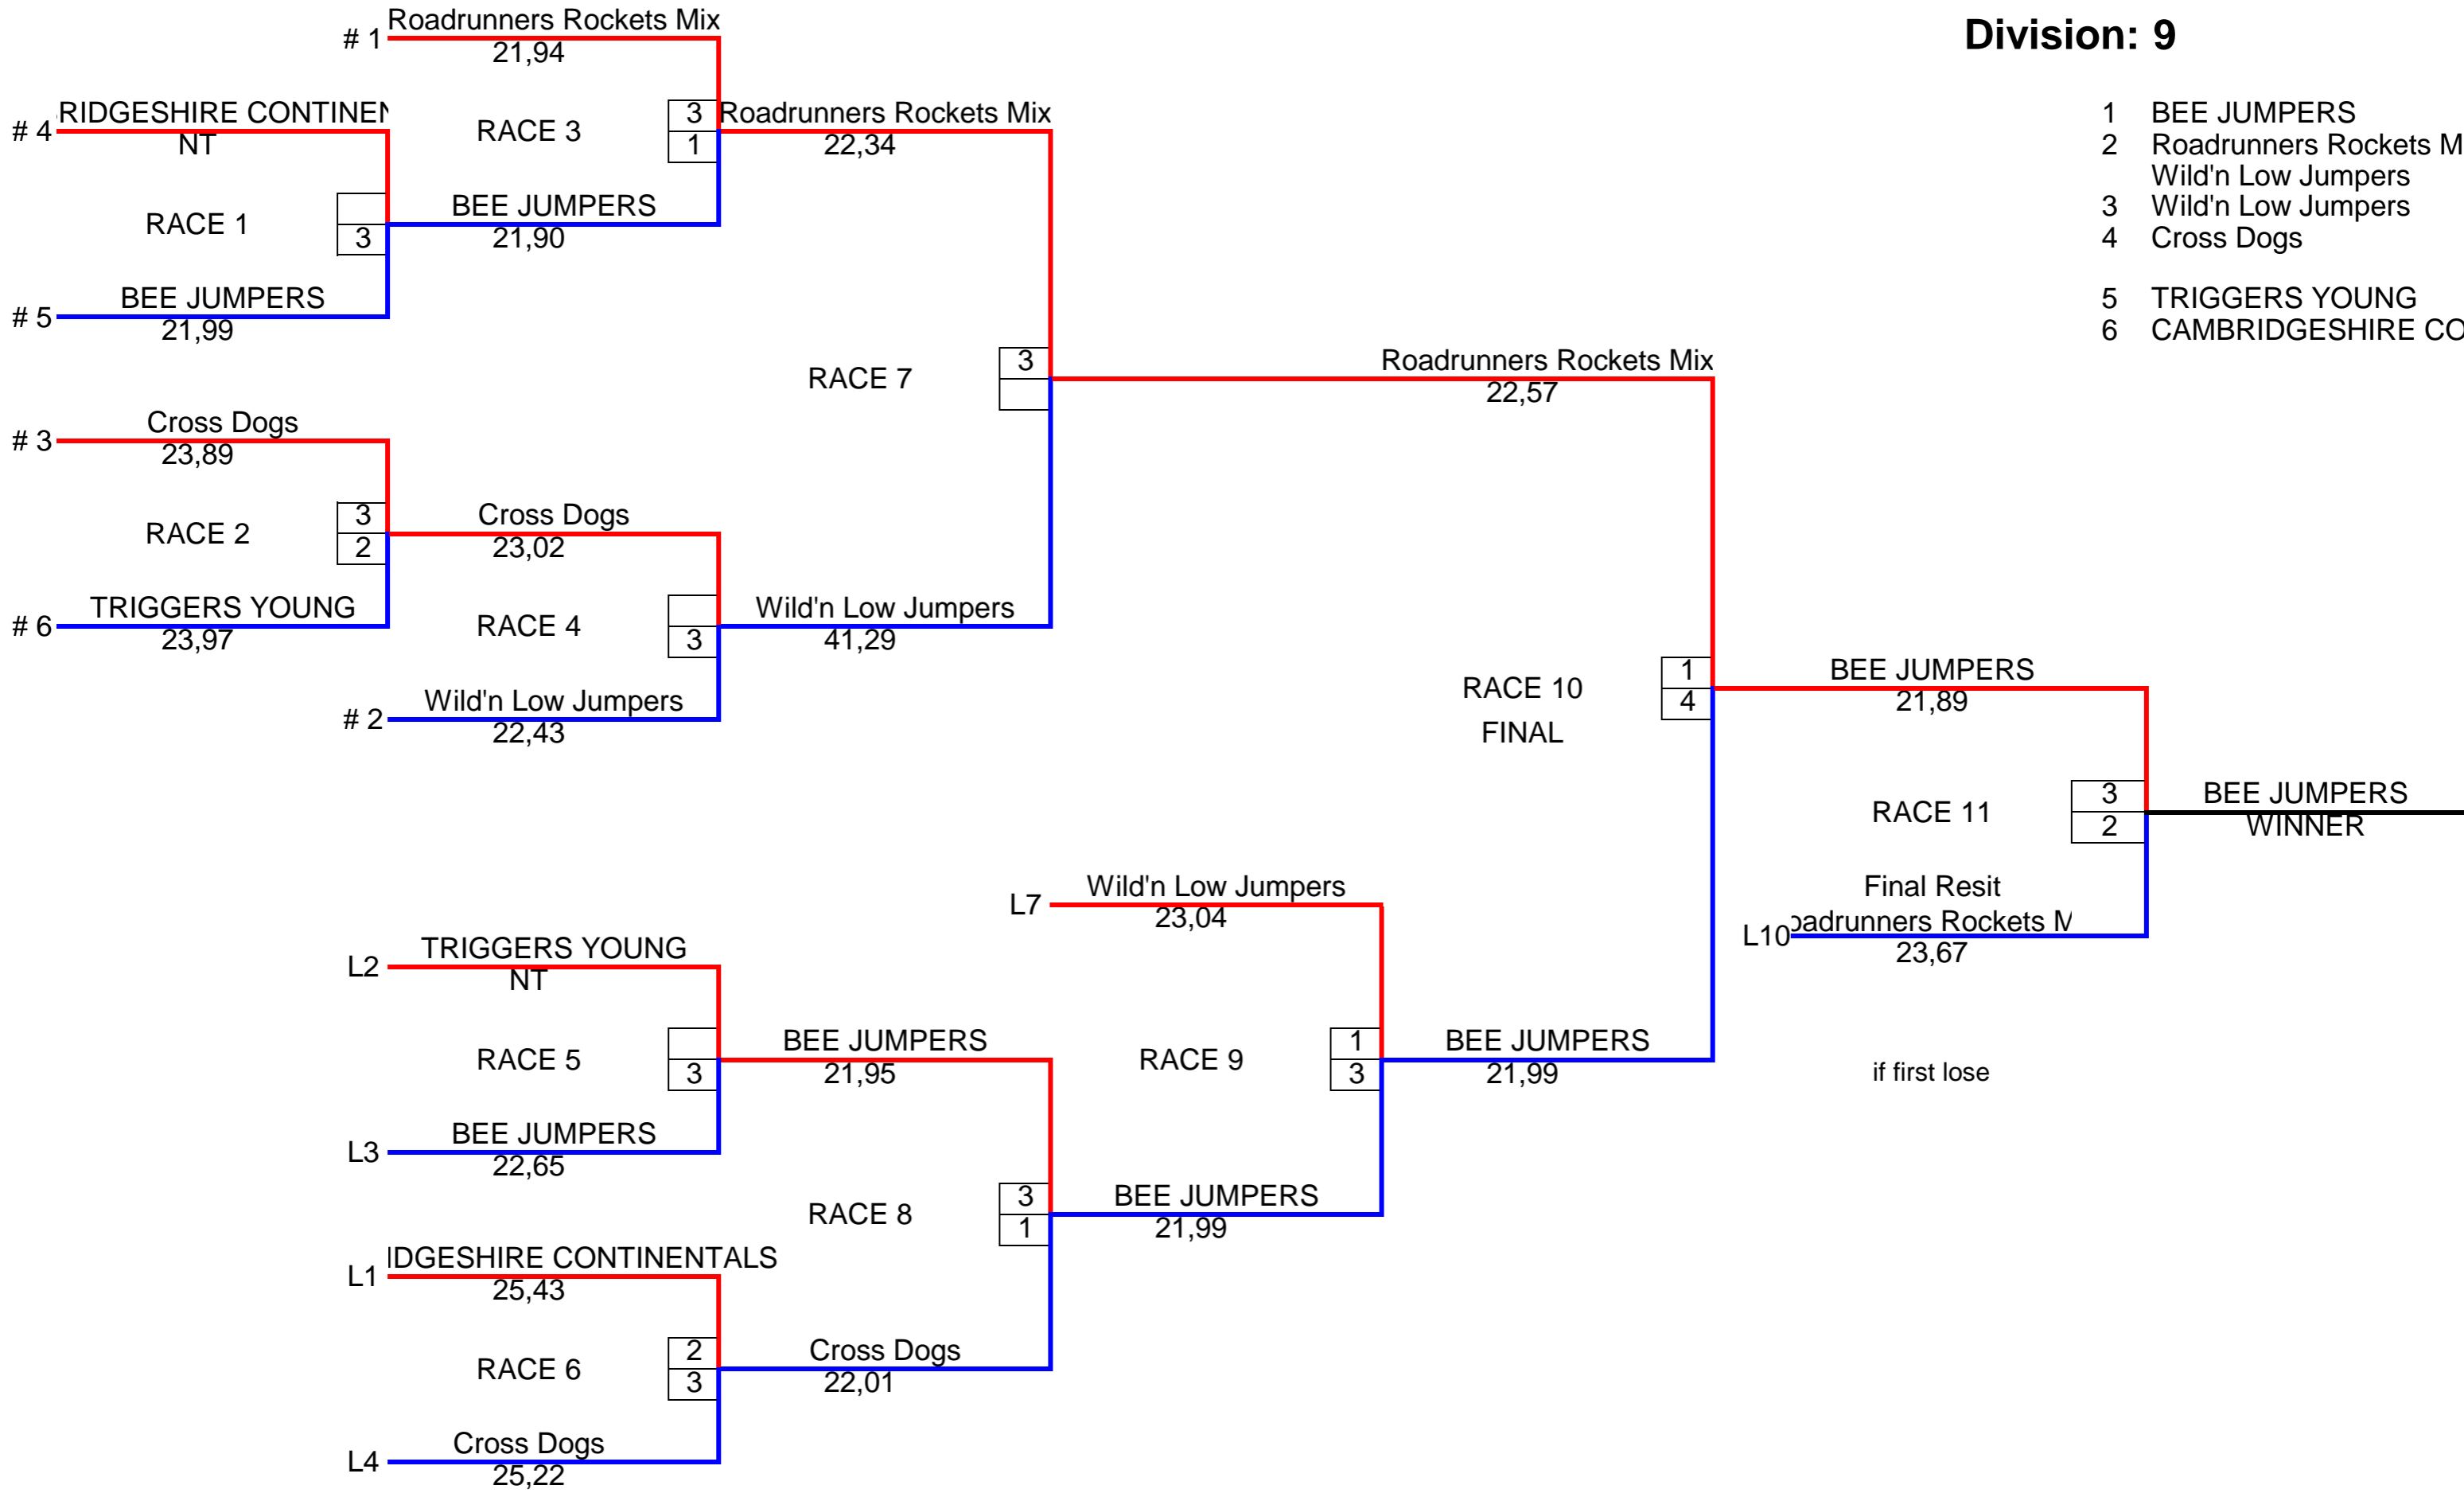 Division: 9
1 BEE JUMPERS
2 Roadrunners Rockets M
Wild'n Low Jumpers
3 Wild'n Low Jumpers
4 Cross Dogs
5 TRIGGERS YOUNG
6 CAMBRIDGESHIRE CO
# 1 Roadrunners Rockets Mix
21,94
# 4 RIDGESHIRE CONTINEN
NT
RACE 3
3
1
Roadrunners Rockets Mix
22,34
RACE 1
3
BEE JUMPERS
21,90
# 5 BEE JUMPERS
21,99
RACE 7
3
Roadrunners Rockets Mix
22,57
# 3 Cross Dogs
23,89
RACE 2
3
2
Cross Dogs
23,02
# 6 TRIGGERS YOUNG
23,97
RACE 4
3
Wild'n Low Jumpers
41,29
# 2 Wild'n Low Jumpers
22,43
RACE 10
FINAL
1
4
BEE JUMPERS
21,89
RACE 11
3
2
BEE JUMPERS
WINNER
Final Resit
L10 oadrunners Rockets M
23,67
if first lose
L7 Wild'n Low Jumpers
23,04
L2 TRIGGERS YOUNG
NT
RACE 5
3
BEE JUMPERS
21,95
RACE 9
1
3
BEE JUMPERS
21,99
L3 BEE JUMPERS
22,65
RACE 8
3
1
BEE JUMPERS
21,99
L1 IDGESHIRE CONTINENTALS
25,43
RACE 6
2
3
Cross Dogs
22,01
L4 Cross Dogs
25,22